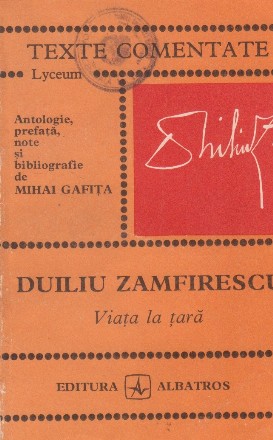 TEXTE COMENTATE
Lyceum
Antologie,
prefață,
note
și
bibliografie
de
MIHAI GAFIȚA
DUILIU ZAMFIRESCU
Viața la țară
EDITURA
ALBATROS